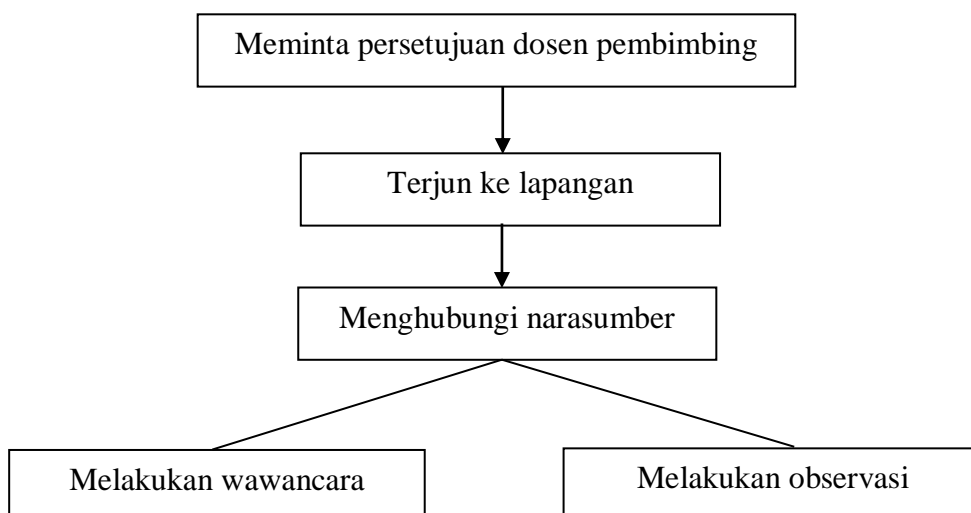 Meminta persetujuan dosen pembimbing
Terjun ke lapangan
Menghubungi narasumber
Melakukan wawancara
Melakukan observasi